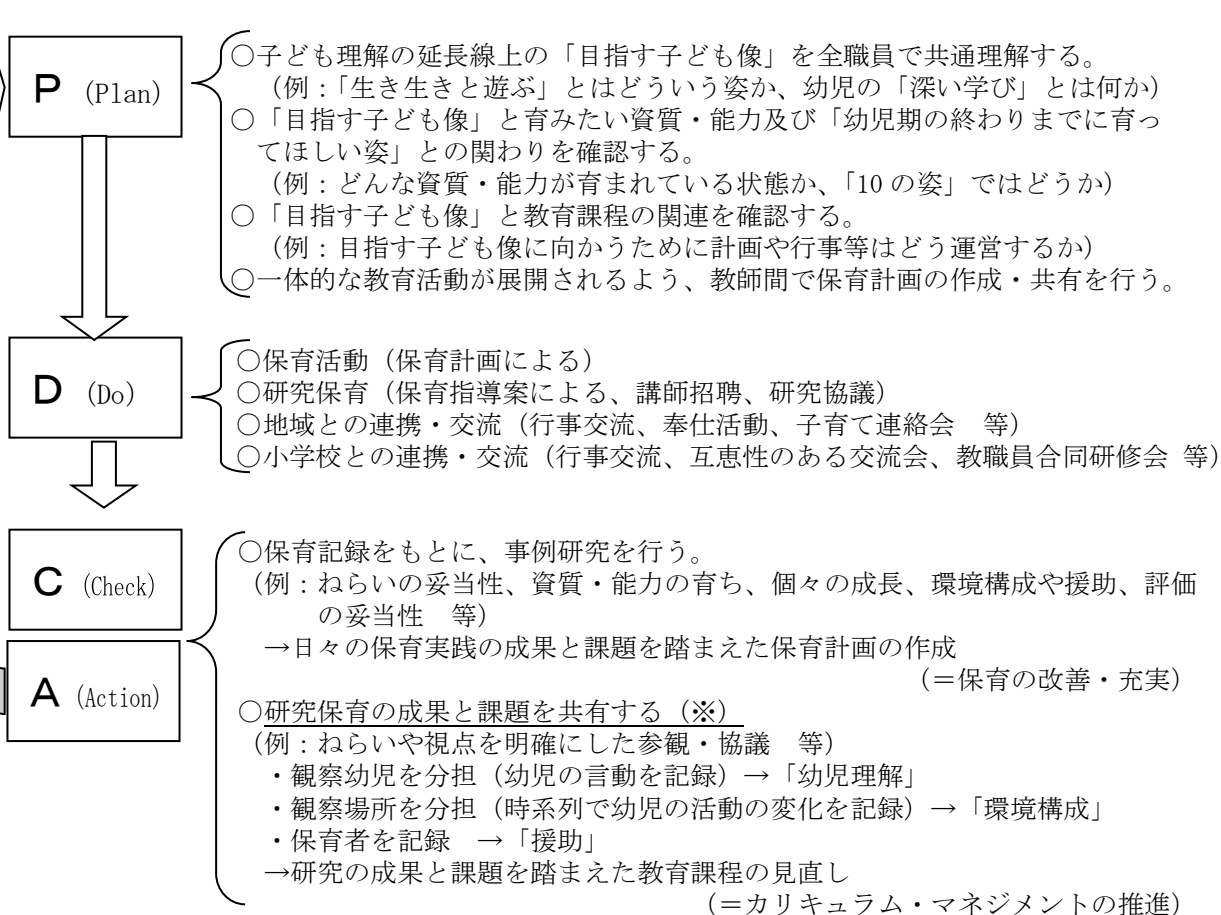 P (Plan)
○子ども理解の延長線上の「目指す子ども像」を全職員で共通理解する。
(例:「生き生きと遊ぶ」とはどういう姿か、幼児の「深い学び」とは何か)
○「目指す子ども像」と育みたい資質・能力及び「幼児期の終わりまでに育っ
てほしい姿」との関わりを確認する。
(例:どんな資質・能力が育まれている状態か、「10 の姿」ではどうか)
○「目指す子ども像」と教育課程の関連を確認する。
(例:目指す子ども像に向かうために計画や行事等はどう運営するか)
○一体的な教育活動が展開されるよう、教師間で保育計画の作成・共有を行う。
D (Do)
○保育活動(保育計画による)
○研究保育(保育指導案による、講師招聘、研究協議)
○地域との連携・交流(行事交流、奉仕活動、子育て連絡会 等)
○小学校との連携・交流(行事交流、互恵性のある交流会、教職員合同研修会 等)
C (Check)
A (Action)
○保育記録をもとに、事例研究を行う。
(例:ねらいの妥当性、資質・能力の育ち、個々の成長、環境構成や援助、評価
の妥当性 等)
→日々の保育実践の成果と課題を踏まえた保育計画の作成
(=保育の改善・充実)
○研究保育の成果と課題を共有する(※)
(例:ねらいや視点を明確にした参観・協議 等)
・観察幼児を分担(幼児の言動を記録)→「幼児理解」
・観察場所を分担(時系列で幼児の活動の変化を記録)→「環境構成」
・保育者を記録 →「援助」
→研究の成果と課題を踏まえた教育課程の見直し
(=カリキュラム・マネジメントの推進)